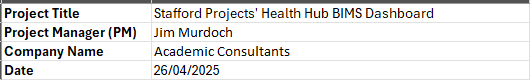 Project Title Stafford Projects' Health Hub BIMS Dashboard
Project Manager (PM) Jim Murdoch
Company Name Academic Consultants
Date 26/04/2025